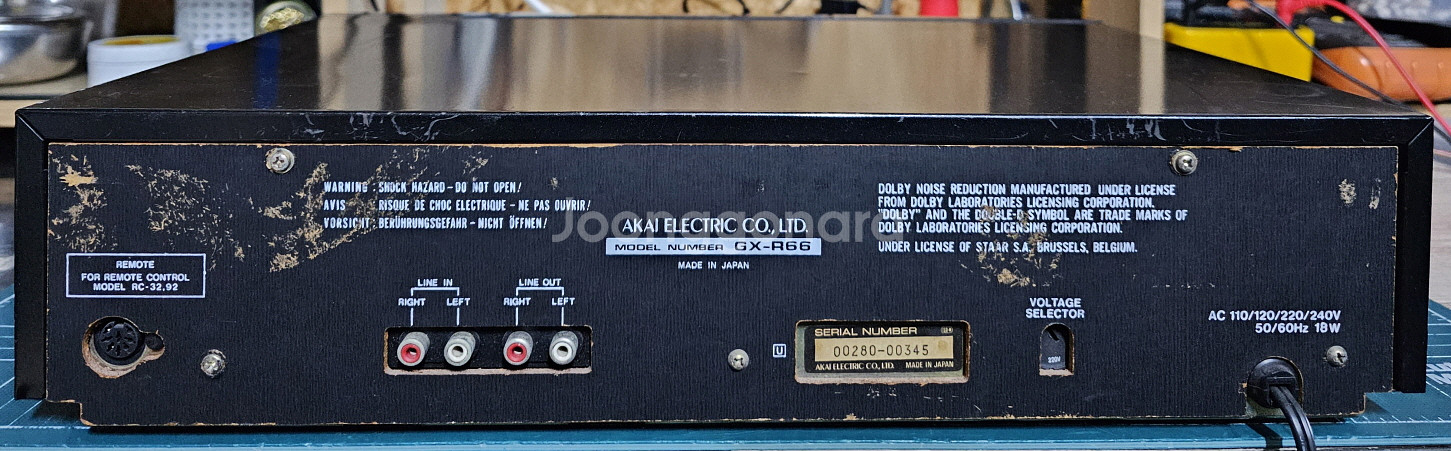 WARNING : SHOCK HAZARD - DO NOT OPEN!
AVIS : RISQUE DE CHOC ELECTRIQUE - NE PAS OUVRIR!
VORSICHT : BERÜHRUNGSGEFAHR - NICHT ÖFFNEN!
AKAI ELECTRIC CO., LTD.
MODEL NUMBER GX-R66
MADE IN JAPAN
DOLBY NOISE REDUCTION MANUFACTURED UNDER LICENSE
FROM DOLBY LABORATORIES LICENSING CORPORATION.
"DOLBY" AND THE DOUBLE-D SYMBOL ARE TRADE MARKS OF
DOLBY LABORATORIES LICENSING CORPORATION.
UNDER LICENSE OF STAAR S.A. BRUSSELS, BELGIUM.
REMOTE
FOR REMOTE CONTROL
MODEL RC-32,92
LINE IN
RIGHT LEFT
LINE OUT
RIGHT LEFT
U
SERIAL NUMBER
00280-00345
AKAI ELECTRIC CO., LTD. MADE IN JAPAN
VOLTAGE
SELECTOR
220V
AC 110/120/220/240V
50/60Hz 18W